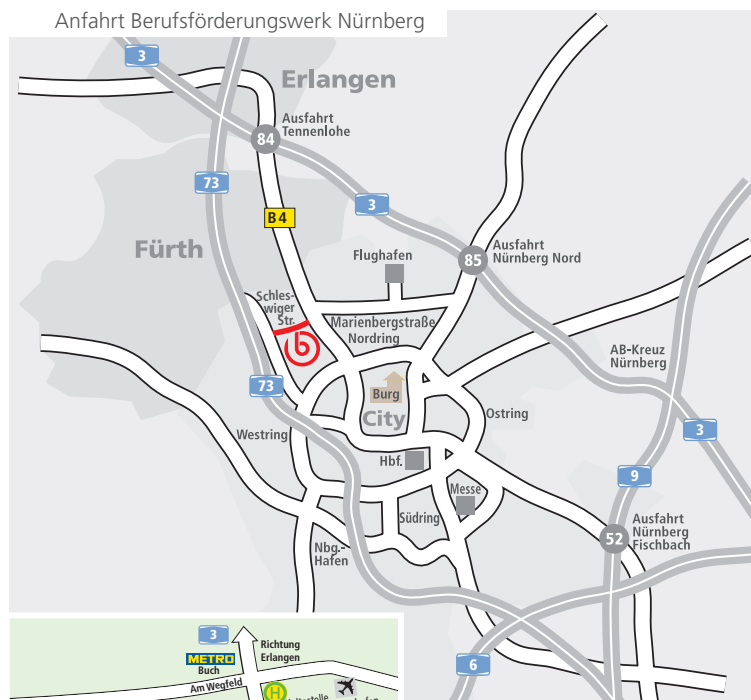 Anfahrt Berufsförderungswerk Nürnberg
3
Erlangen
Ausfahrt
Tennenlohe
84
73
3
B4
Fürth
Flughafen
Ausfahrt
Nürnberg Nord
85
Schles-
wiger
Str.
Marienbergstraße
Nordring
AB-Kreuz
Nürnberg
73
Burg
City
Ostring
Westring
3
Hbf.
9
Messe
Südring
Ausfahrt
Nürnberg
Fischbach
52
Nbg.-
Hafen
3
Richtung
Erlangen
METRO
Buch
6
Am Wegfeld
H